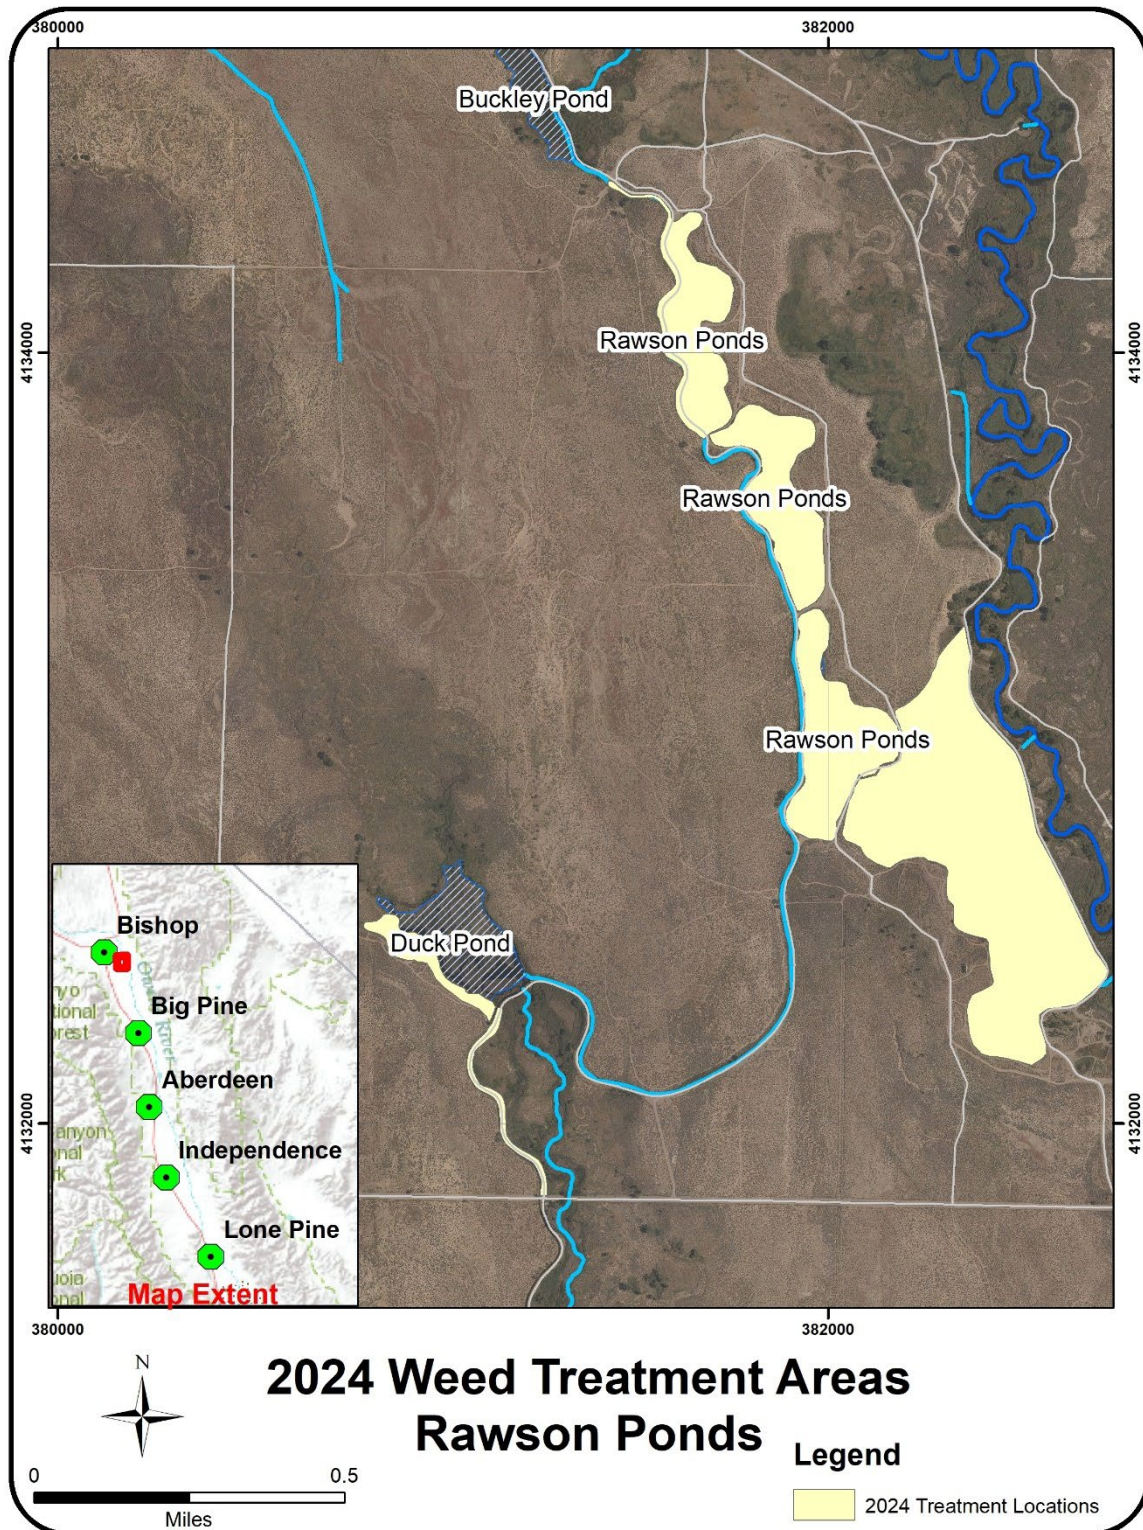 380000
382000
Buckley Pond
Rawson Ponds
4134000
4134000
Rawson Ponds
Rawson Ponds
Duck Pond
Bishop
Big Pine
Aberdeen
Independence
Lone Pine
Map Extent
River
4132000
4132000
380000
382000
N
2024 Weed Treatment Areas
Rawson Ponds
Legend
0
0.5
Miles
2024 Treatment Locations